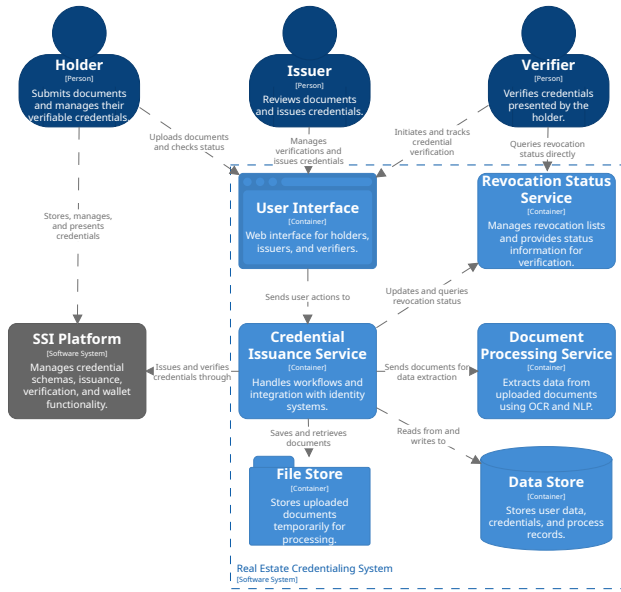 Holder
[Person]
Submits documents
and manages their
verifiable credentials.
Issuer
[Person]
Reviews documents
and issues credentials.
Verifier
[Person]
Verifies credentials
presented by the
holder.
Uploads documents
and checks status
Manages
verifications and
issues credentials
Initiates and tracks
credential
verification
Queries revocation
status directly
Stores, manages,
and presents
credentials
User Interface
[Container]
Web interface for holders,
issuers, and verifiers.
Revocation Status
Service
[Container]
Manages revocation lists
and provides status
information for
verification.
Sends user actions to
Updates and queries
revocation status
SSI Platform
[Software System]
Manages credential
schemas, issuance,
verification, and wallet
functionality.
Issues and verifies
credentials through
Credential
Issuance Service
[Container]
Handles workflows and
integration with identity
systems.
Sends documents for
data extraction
Document
Processing Service
[Container]
Extracts data from
uploaded documents
using OCR and NLP.
Saves and retrieves
documents
Reads from and
writes to
File Store
[Container]
Stores uploaded
documents
temporarily for
processing.
Data Store
[Container]
Stores user data,
credentials, and process
records.
Real Estate Credentialing System
[Software System]